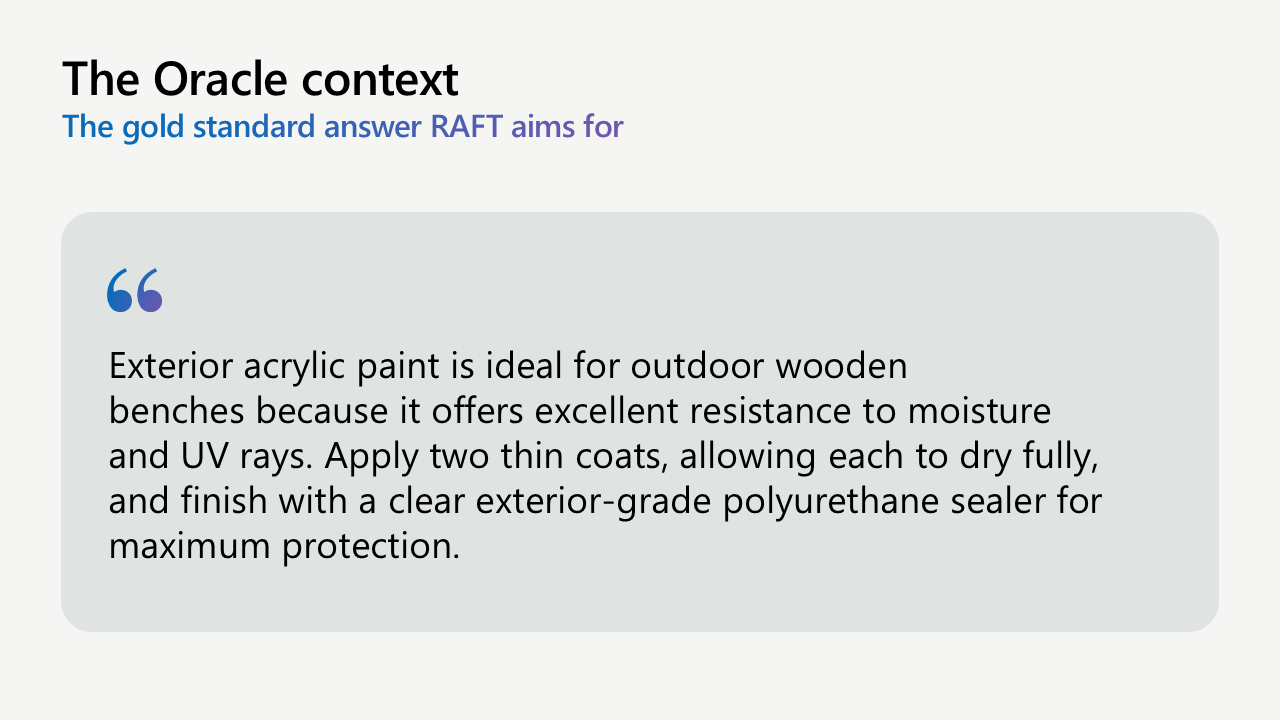 The Oracle context
The gold standard answer RAFT aims for
“
Exterior acrylic paint is ideal for outdoor wooden
benches because it offers excellent resistance to moisture
and UV rays. Apply two thin coats, allowing each to dry fully,
and finish with a clear exterior-grade polyurethane sealer for
maximum protection.